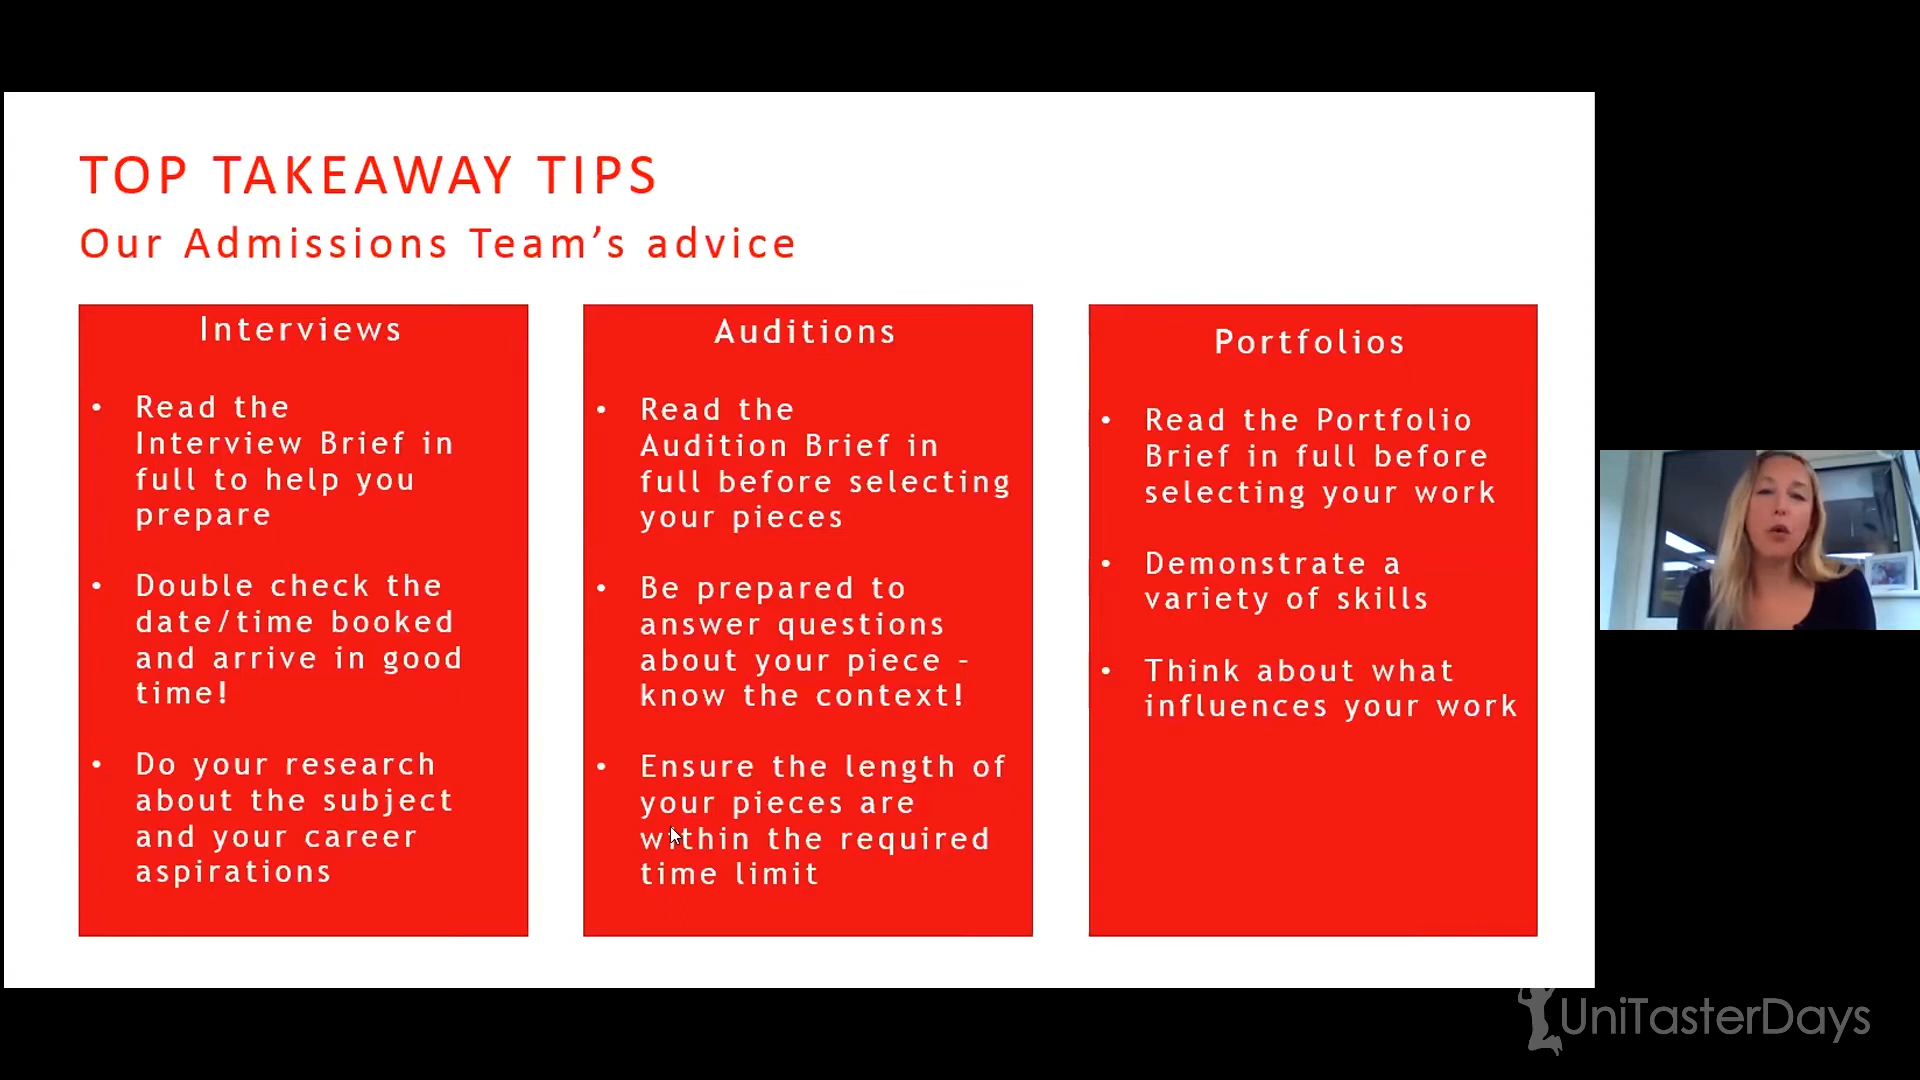 TOP TAKEAWAY TIPS
Our Admissions Team’s advice
Interviews
• Read the
Interview Brief in
full to help you
prepare
• Double check the
date/time booked
and arrive in good
time!
• Do your research
about the subject
and your career
aspirations
Auditions
• Read the
Audition Brief in
full before selecting
your pieces
• Be prepared to
answer questions
about your piece –
know the context!
• Ensure the length of
your pieces are
within the required
time limit
Portfolios
• Read the Portfolio
Brief in full before
selecting your work
• Demonstrate a
variety of skills
• Think about what
influences your work
UniTasterDays